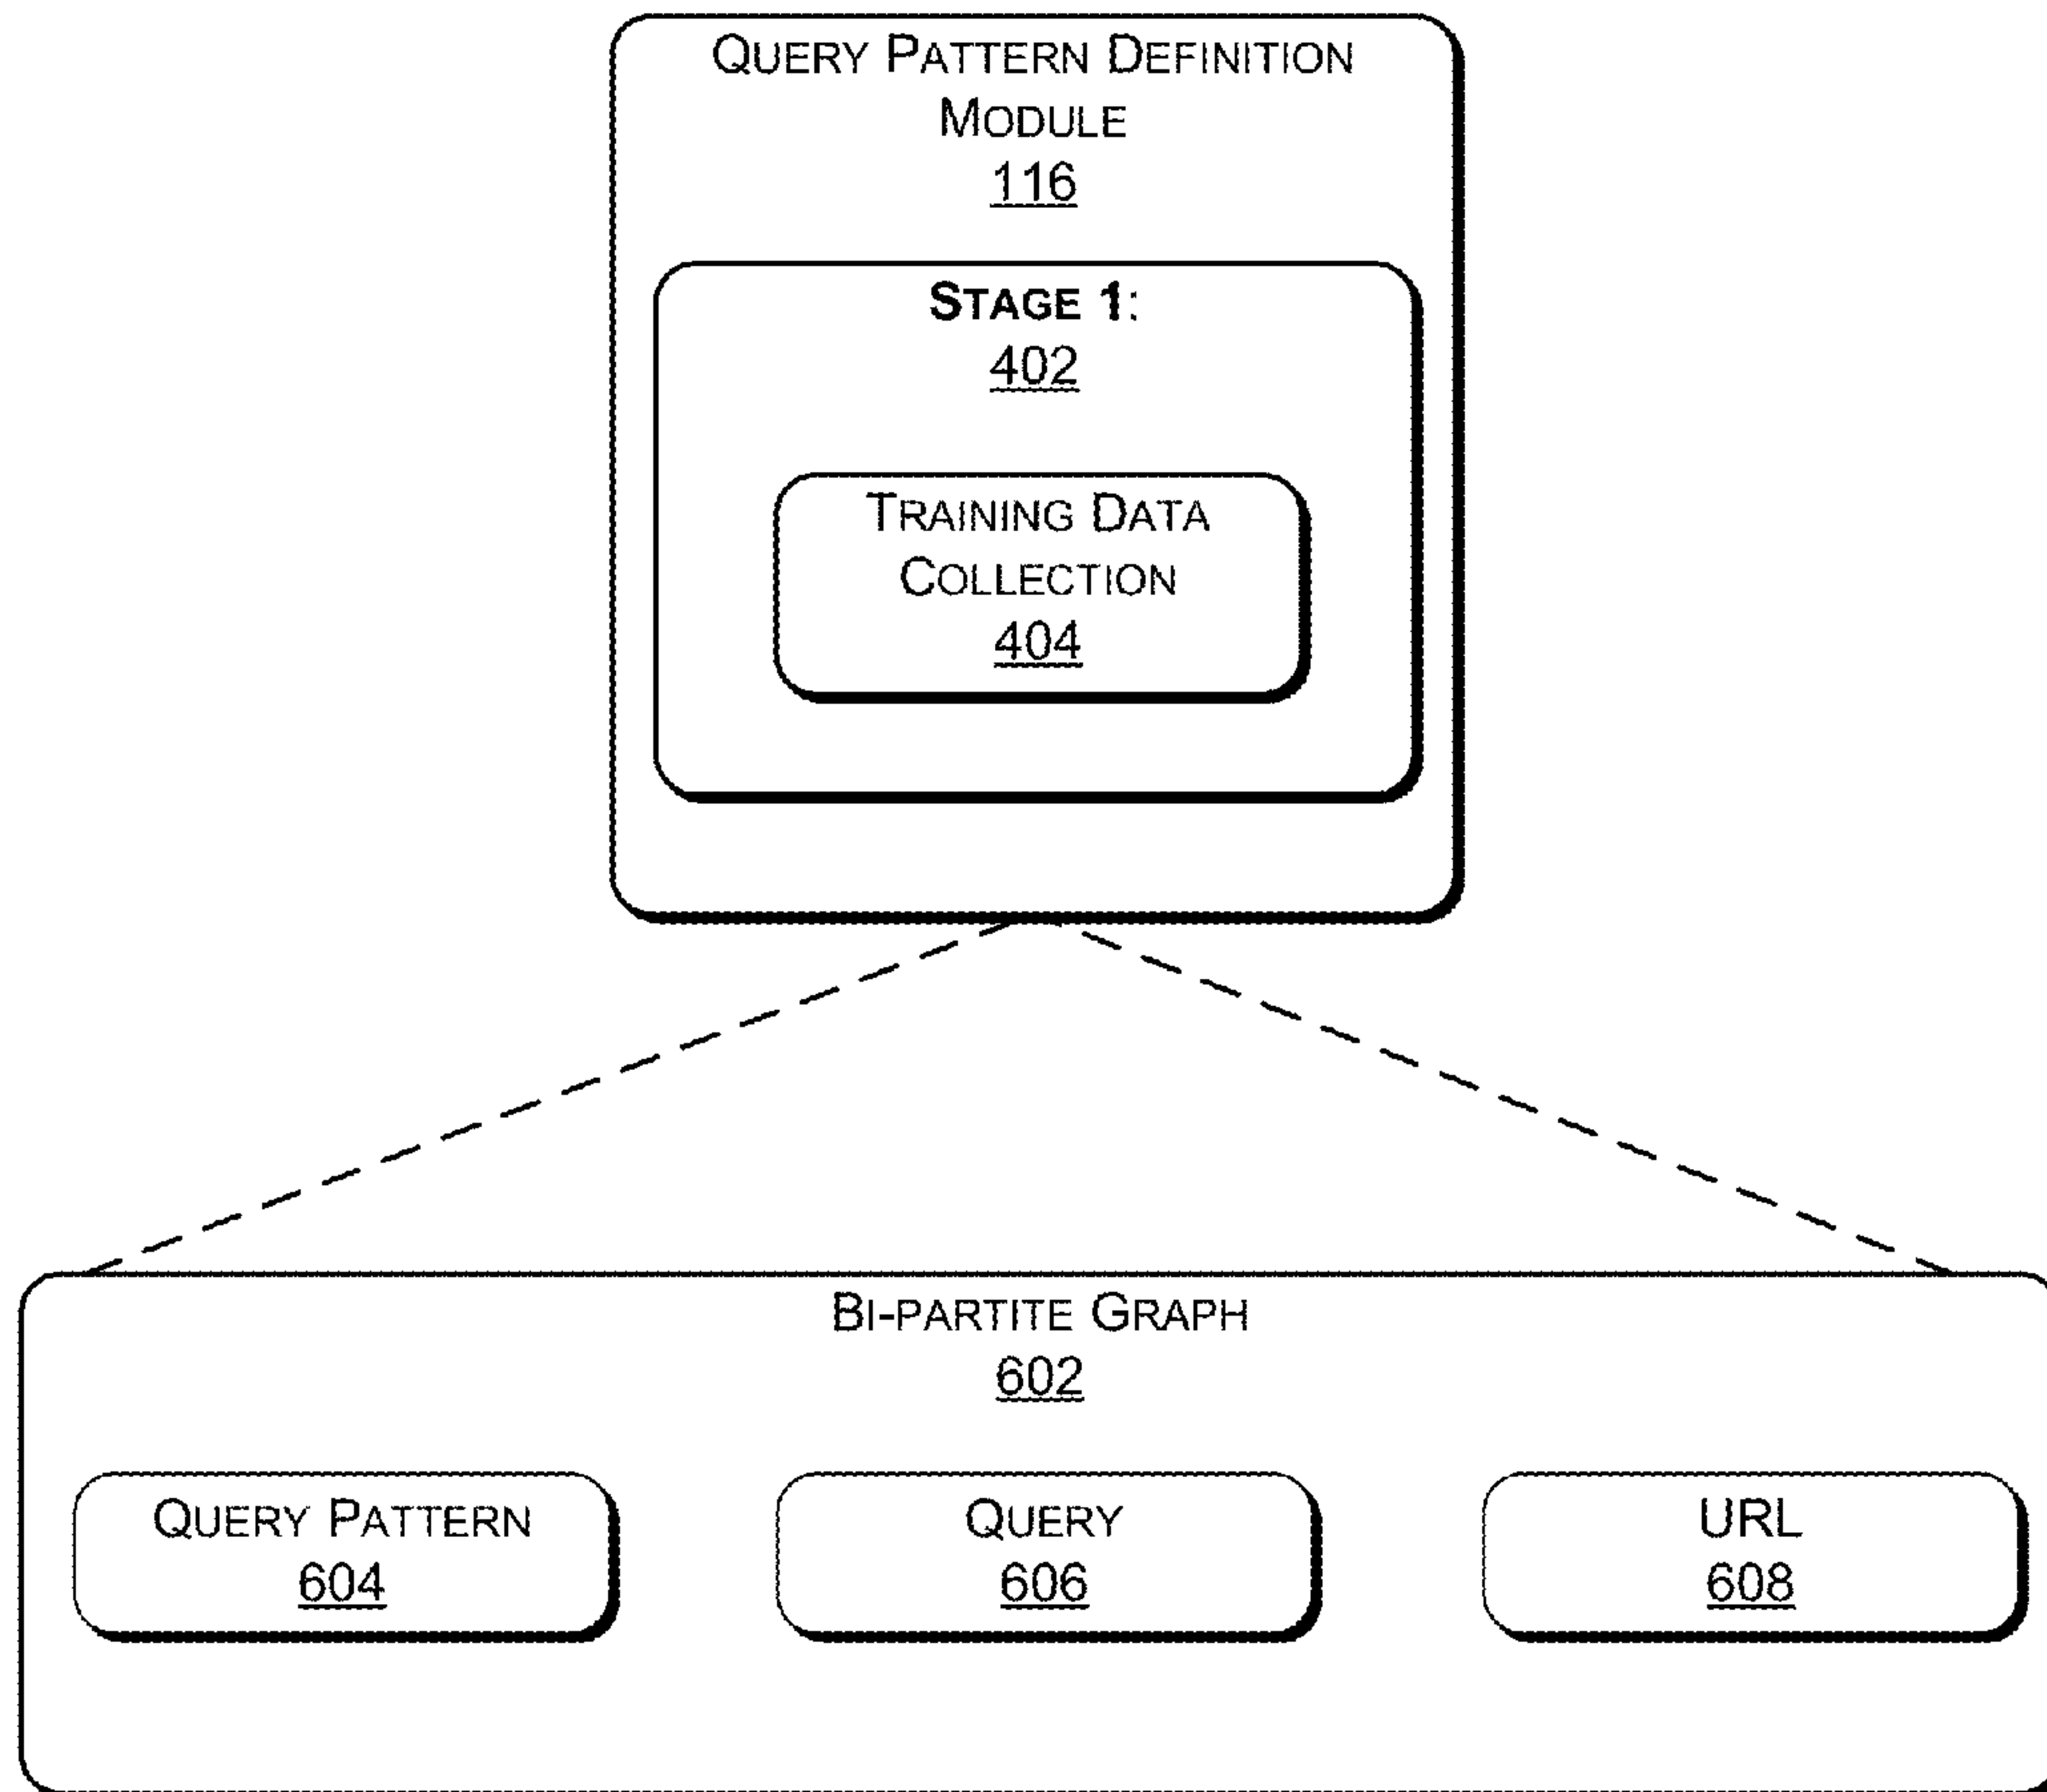 QUERY PATTERN DEFINITION
MODULE
116
STAGE 1:
402
TRAINING DATA
COLLECTION
404
BI-PARTITE GRAPH
602
QUERY PATTERN
604
QUERY
606
URL
608